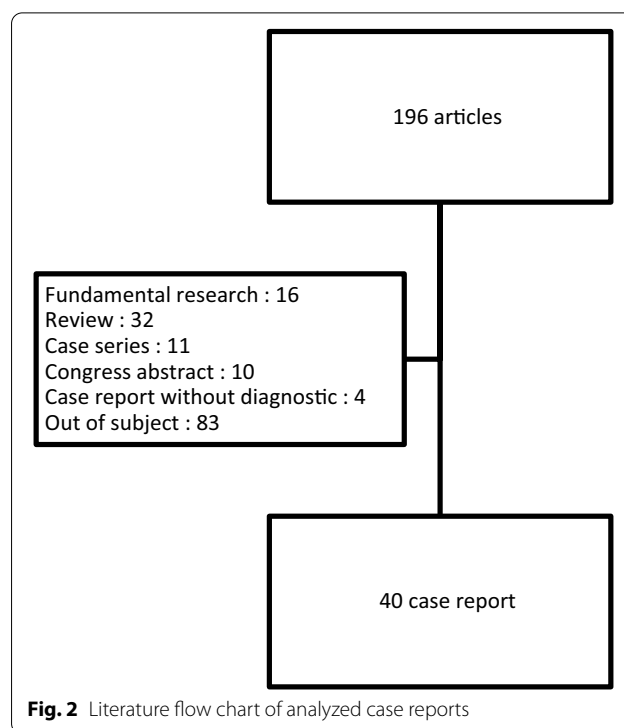 196 articles
Fundamental research : 16
Review : 32
Case series : 11
Congress abstract : 10
Case report without diagnostic : 4
Out of subject : 83
40 case report
Fig. 2 Literature flow chart of analyzed case reports